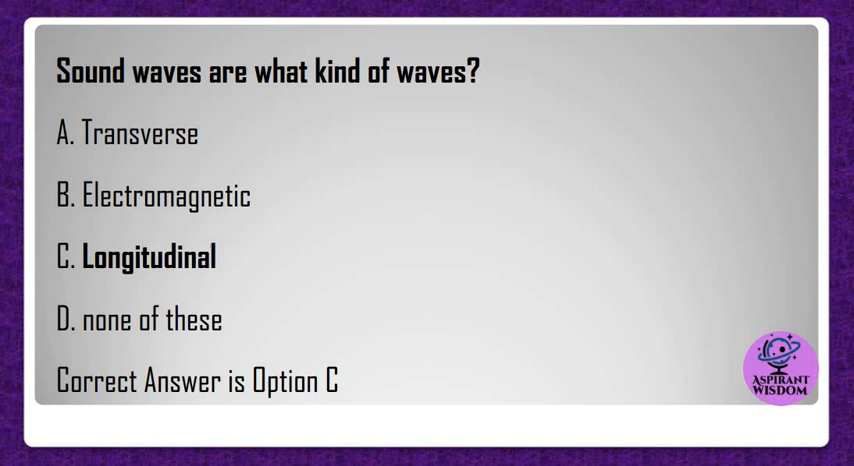 Sound waves are what kind of waves?
A. Transverse
B. Electromagnetic
C. Longitudinal
D. none of these
Correct Answer is Option C
ASPIRANT
WISDOM